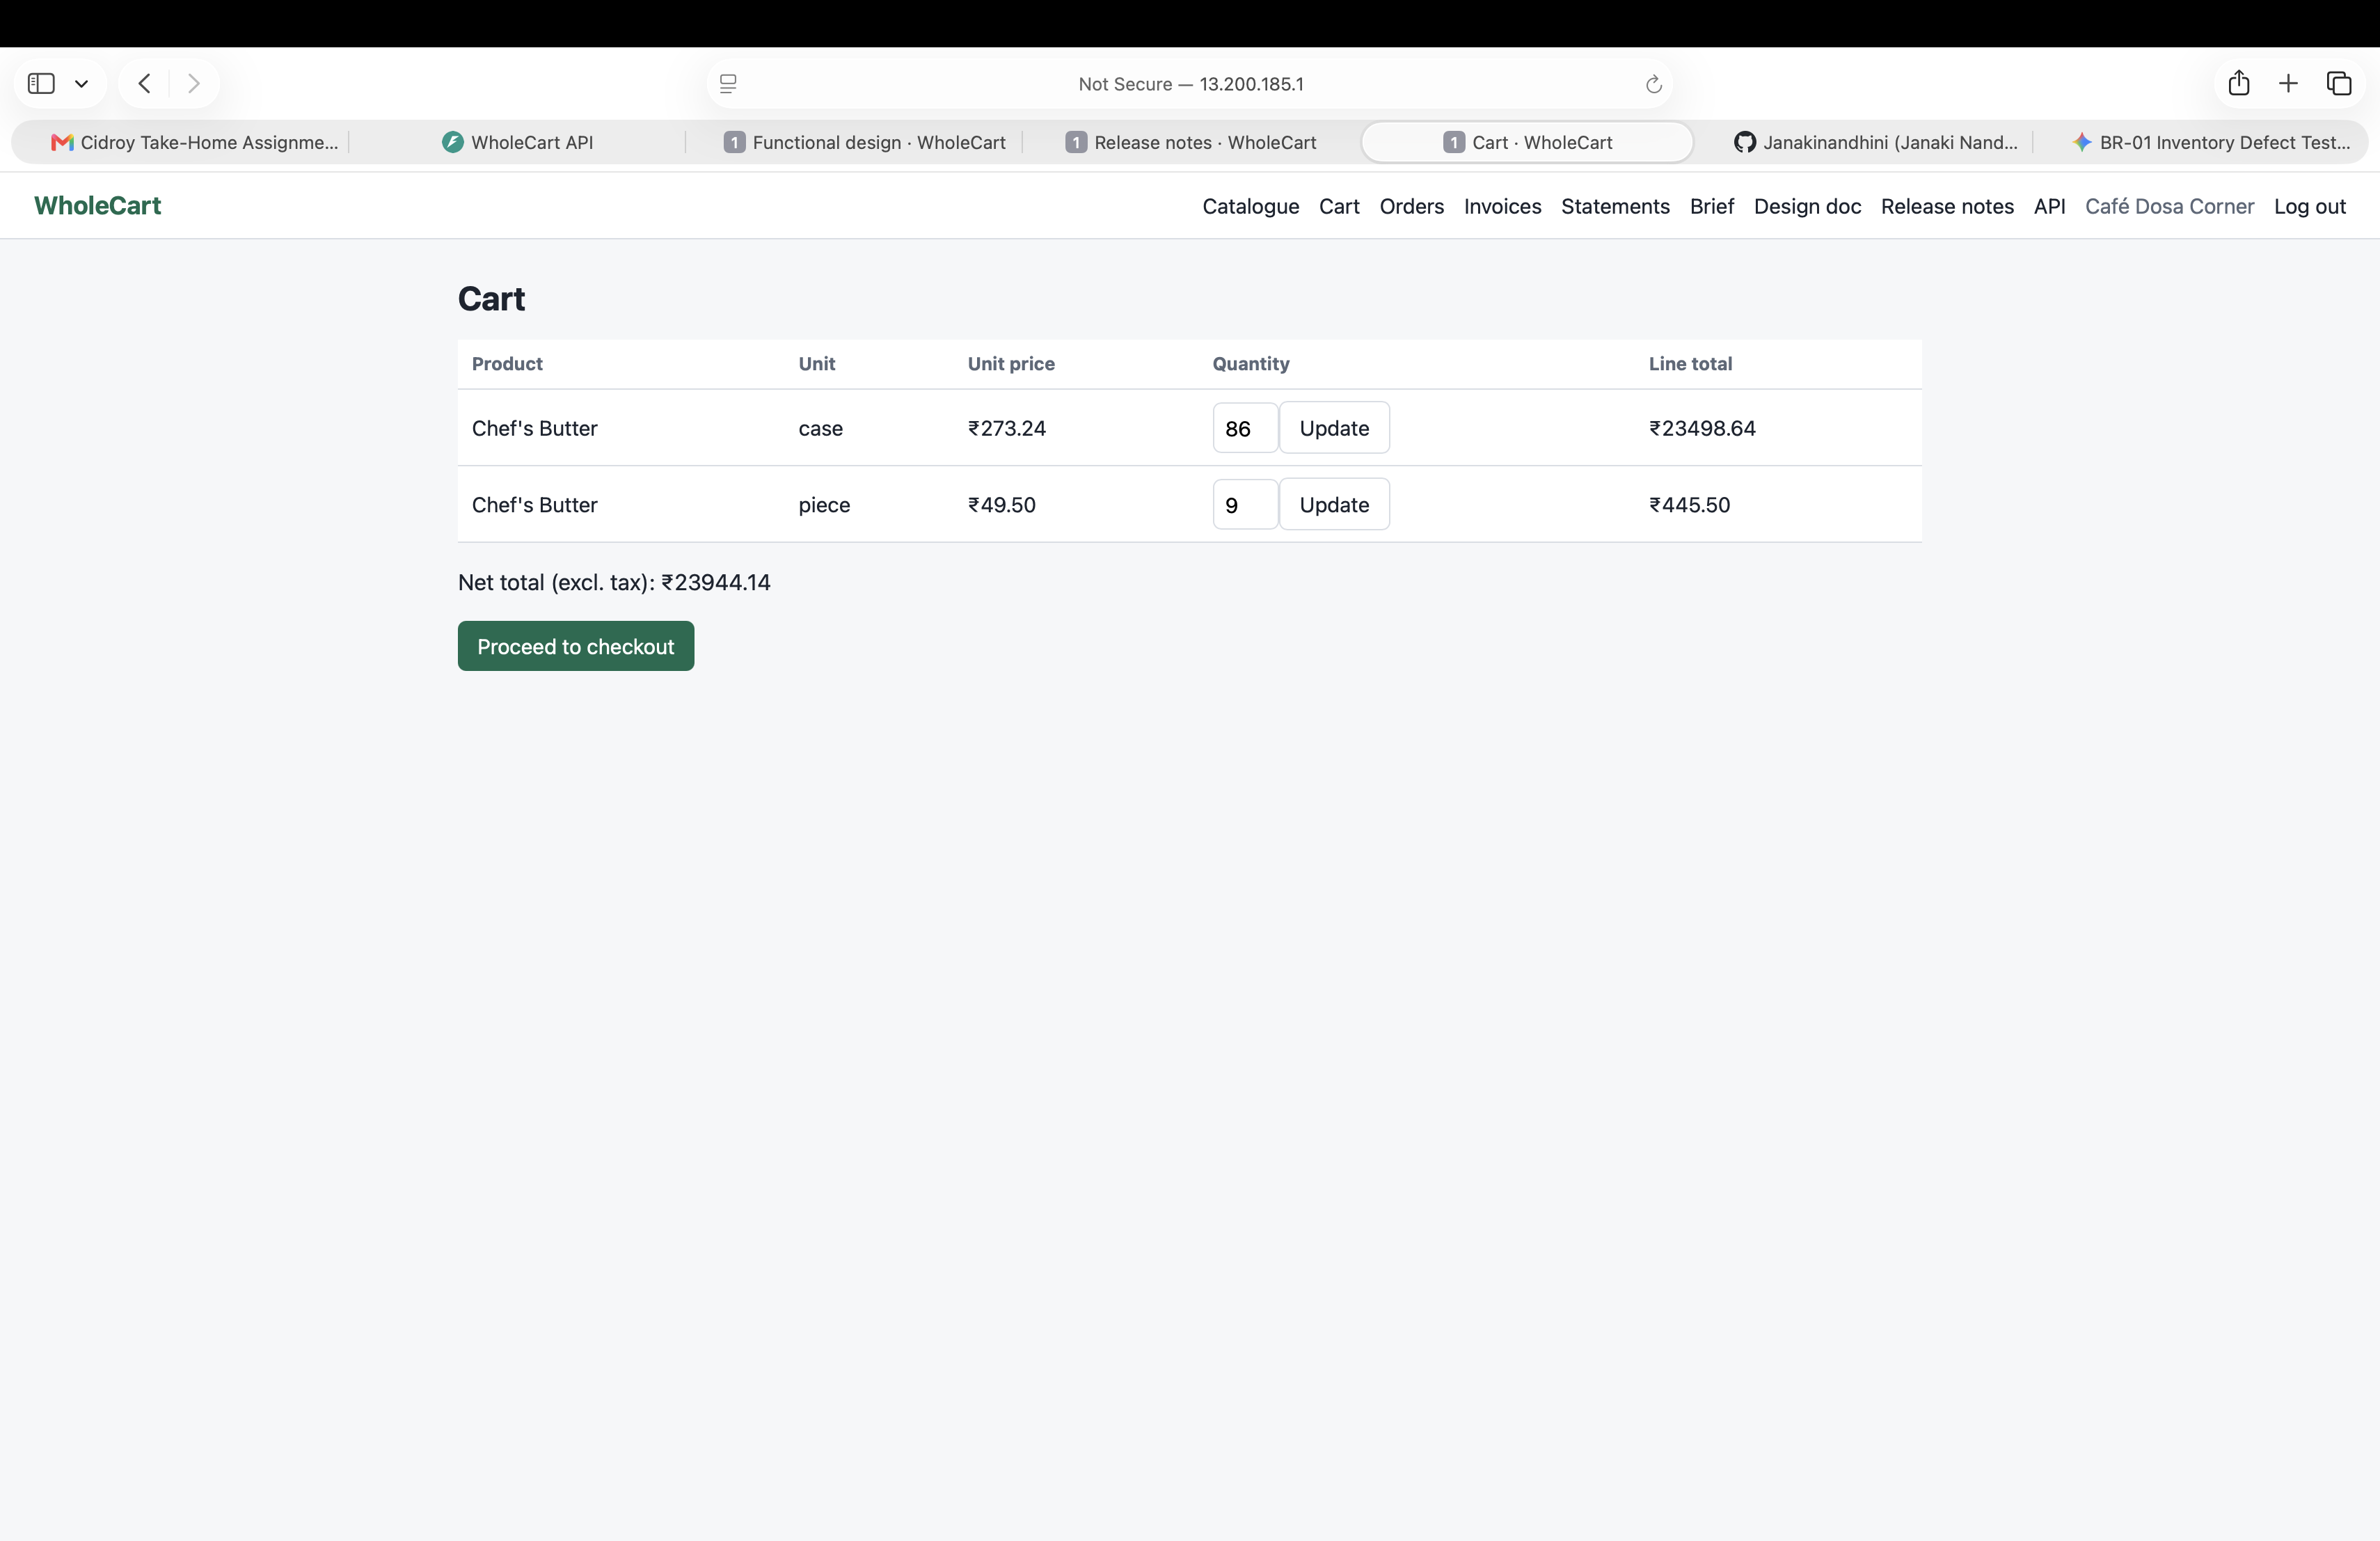 Not Secure — 13.200.185.1
Cidroy Take-Home Assignme... WholeCart API 1 Functional design · WholeCart 1 Release notes · WholeCart 1 Cart · WholeCart Janakinandhini (Janaki Nand... BR-01 Inventory Defect Test...
WholeCart Catalogue Cart Orders Invoices Statements Brief Design doc Release notes API Café Dosa Corner Log out
Cart
Product Unit Unit price Quantity Line total
Chef's Butter case ₹273.24 86 Update ₹23498.64
Chef's Butter piece ₹49.50 9 Update ₹445.50
Net total (excl. tax): ₹23944.14
Proceed to checkout